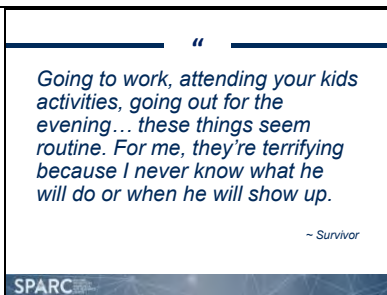 “
Going to work, attending your kids
activities, going out for the
evening… these things seem
routine. For me, they’re terrifying
because I never know what he
will do or when he will show up.
~ Survivor
SPARC